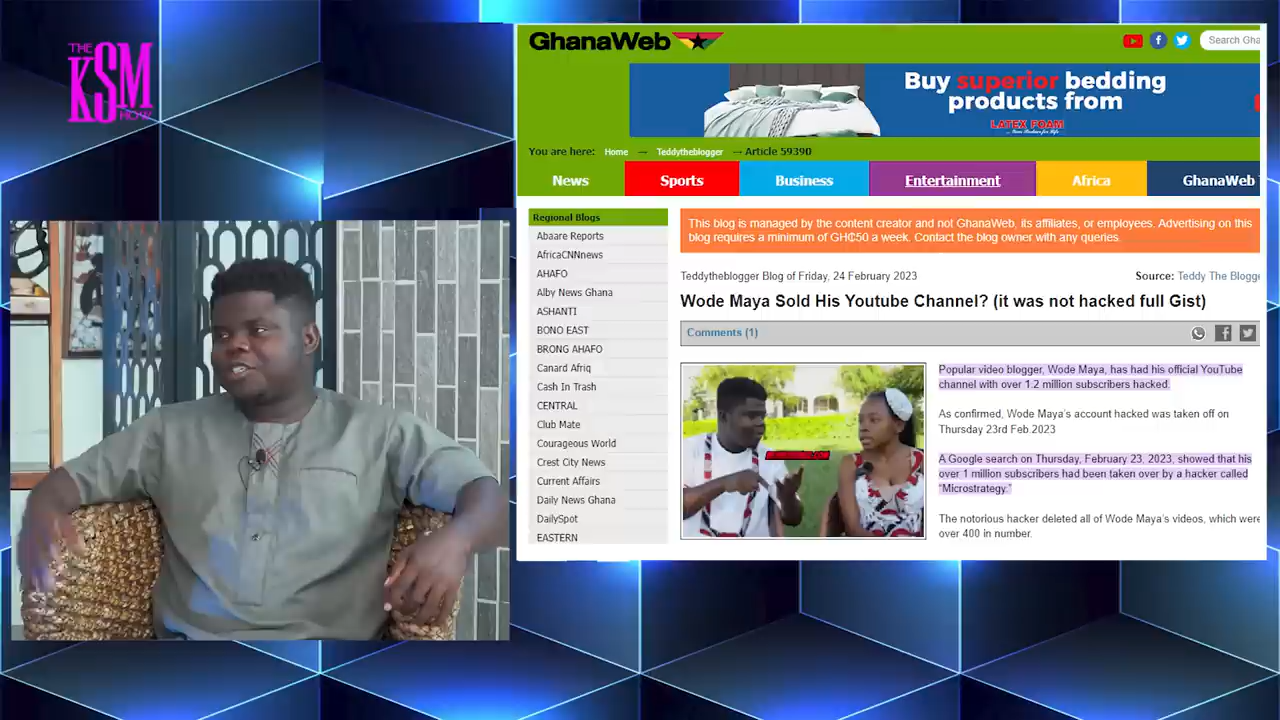 THE
KSM
SHOW
GhanaWeb
Search Gha
Buy superior bedding
products from
LATEX FOAM
You are here: Home → Teddytheblogger → Article 59390
News Sports Business Entertainment Africa GhanaWeb
Regional Blogs
Abaare Reports
AfricaCNNnews
AHAFO
Alby News Ghana
ASHANTI
BONO EAST
BRONG AHAFO
Canard Afriq
Cash In Trash
CENTRAL
Club Mate
Courageous World
Crest City News
Current Affairs
Daily News Ghana
DailySpot
EASTERN
This blog is managed by the content creator and not GhanaWeb, its affiliates, or employees. Advertising on this
blog requires a minimum of GH₵50 a week. Contact the blog owner with any queries.
Teddytheblogger Blog of Friday, 24 February 2023 Source: Teddy The Blogge
Wode Maya Sold His Youtube Channel? (it was not hacked full Gist)
Comments (1)
Popular video blogger, Wode Maya, has had his official YouTube
channel with over 1.2 million subscribers hacked.
As confirmed, Wode Maya's account hacked was taken off on
Thursday 23rd Feb.2023
A Google search on Thursday, February 23, 2023, showed that his
over 1 million subscribers had been taken over by a hacker called
“Microstrategy.”
The notorious hacker deleted all of Wode Maya's videos, which were
over 400 in number.